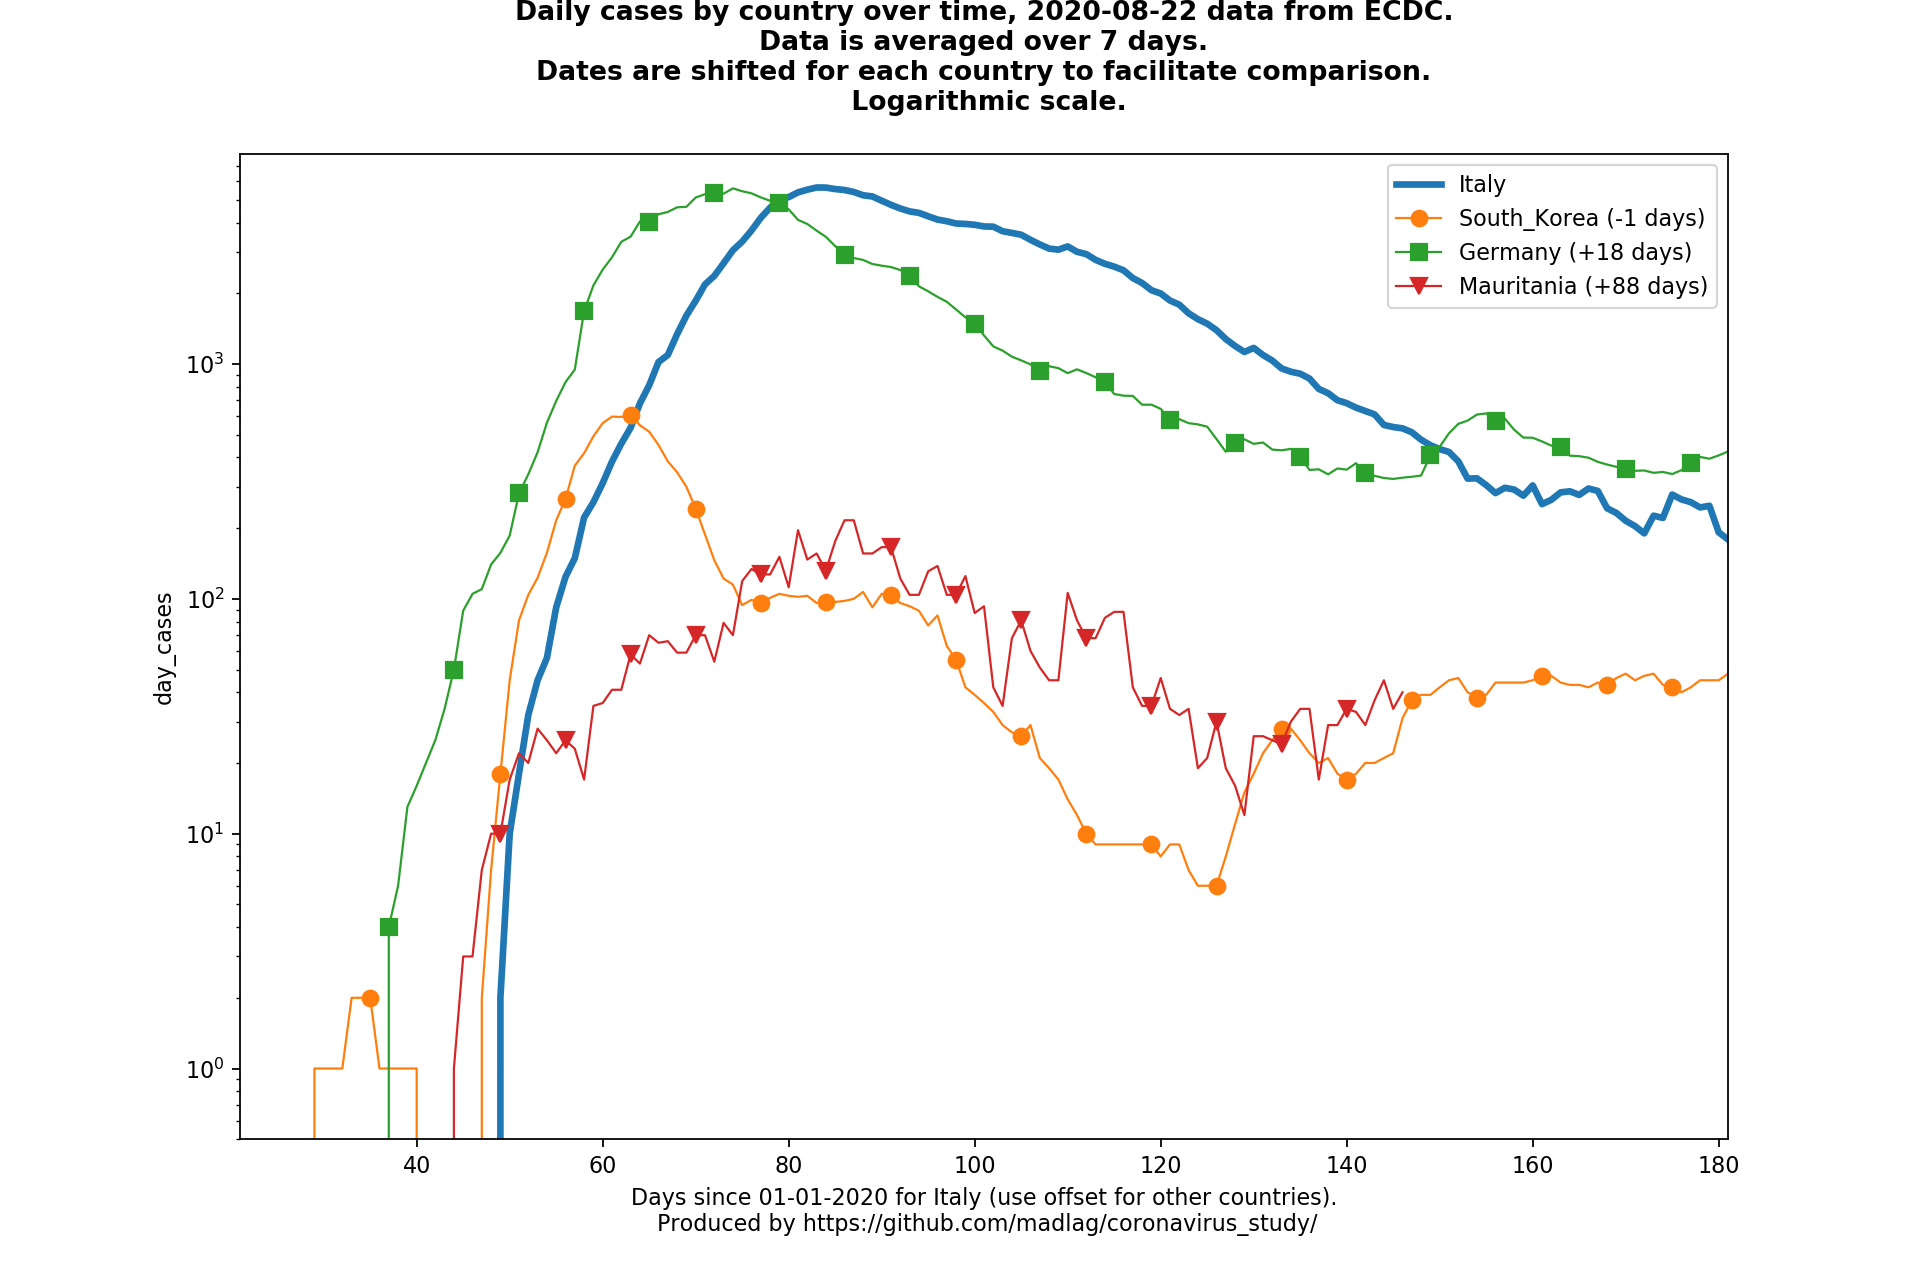 Daily cases by country over time, 2020-08-22 data from ECDC.
Data is averaged over 7 days.
Dates are shifted for each country to facilitate comparison.
Logarithmic scale.
Italy
South_Korea (-1 days)
Germany (+18 days)
Mauritania (+88 days)
day_cases
10³
10²
10¹
10⁰
40 60 80 100 120 140 160 180
Days since 01-01-2020 for Italy (use offset for other countries).
Produced by https://github.com/madlag/coronavirus_study/